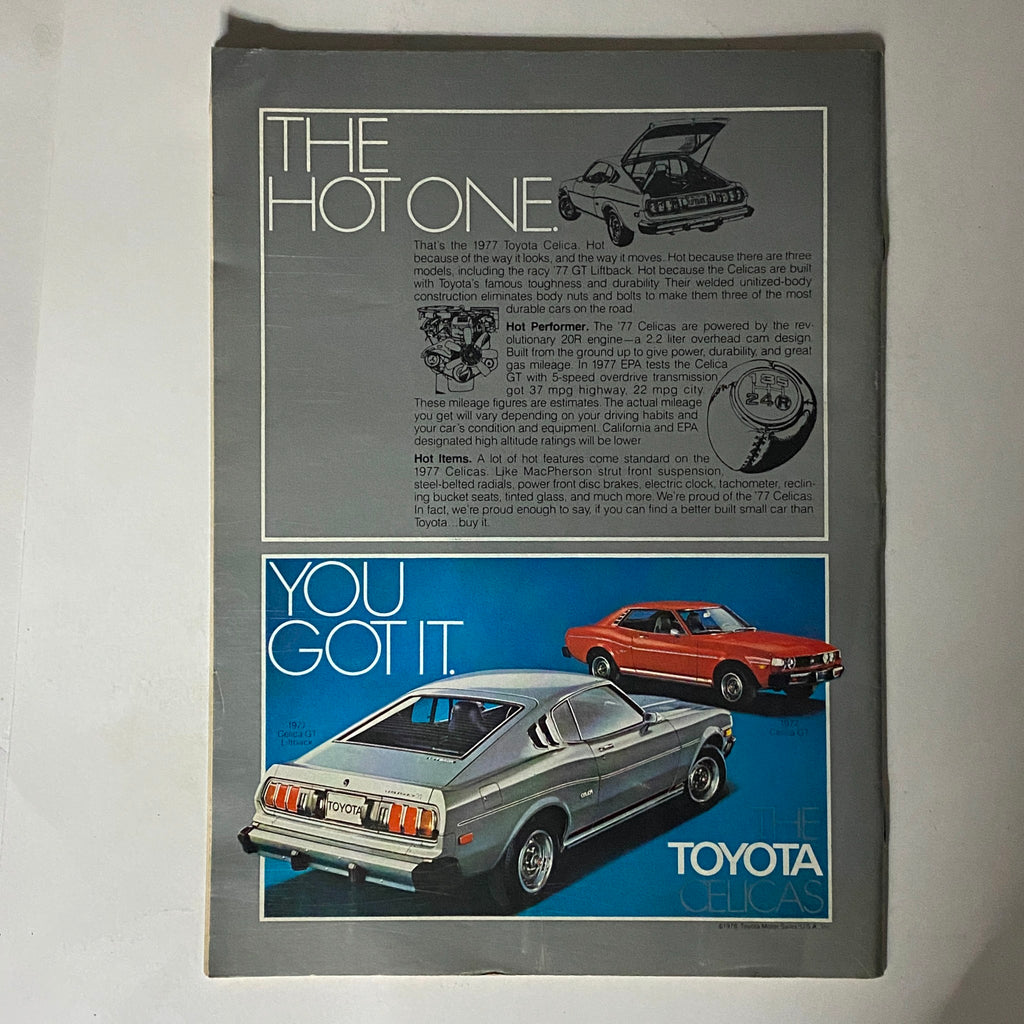 THE
HOT ONE.
That's the 1977 Toyota Celica. Hot
because of the way it looks, and the way it moves. Hot because there are three
models, including the racy '77 GT Liftback. Hot because the Celicas are built
with Toyota's famous toughness and durability. Their welded unitized-body
construction eliminates body nuts and bolts to make them three of the most
durable cars on the road.
Hot Performer. The '77 Celicas are powered by the rev-
olutionary 20R engine—a 2.2 liter overhead cam design.
Built from the ground up to give power, durability, and great
gas mileage. In 1977 EPA tests the Celica
GT with 5-speed overdrive transmission
got 37 mpg highway, 22 mpg city.
These mileage figures are estimates. The actual mileage
you get will vary depending on your driving habits and
your car's condition and equipment. California and EPA
designated high altitude ratings will be lower.
135
24R
Hot Items. A lot of hot features come standard on the
1977 Celicas. Like MacPherson strut front suspension,
steel-belted radials, power front disc brakes, electric clock, tachometer, reclin-
ing bucket seats, tinted glass, and much more. We're proud of the '77 Celicas.
In fact, we're proud enough to say, if you can find a better built small car than
Toyota...buy it.
YOU
GOT IT.
1977
Celica GT
Liftback
1977
Celica GT
TOYOTA
THE
TOYOTA
CELICAS
©1976 Toyota Motor Sales, U.S.A., Inc.